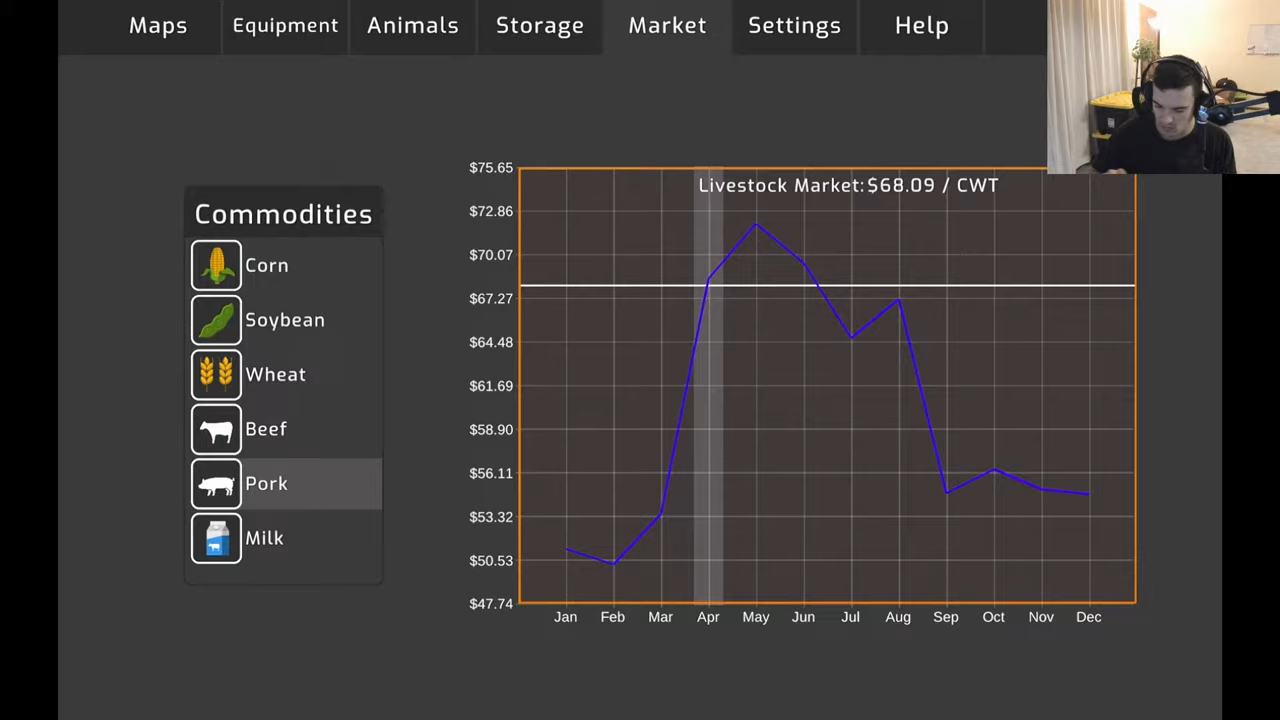 Maps Equipment Animals Storage Market Settings Help
Commodities
Corn
Soybean
Wheat
Beef
Pork
Milk
Livestock Market: $68.09 / CWT
$75.65
$72.86
$70.07
$67.27
$64.48
$61.69
$58.90
$56.11
$53.32
$50.53
$47.74
Jan Feb Mar Apr May Jun Jul Aug Sep Oct Nov Dec